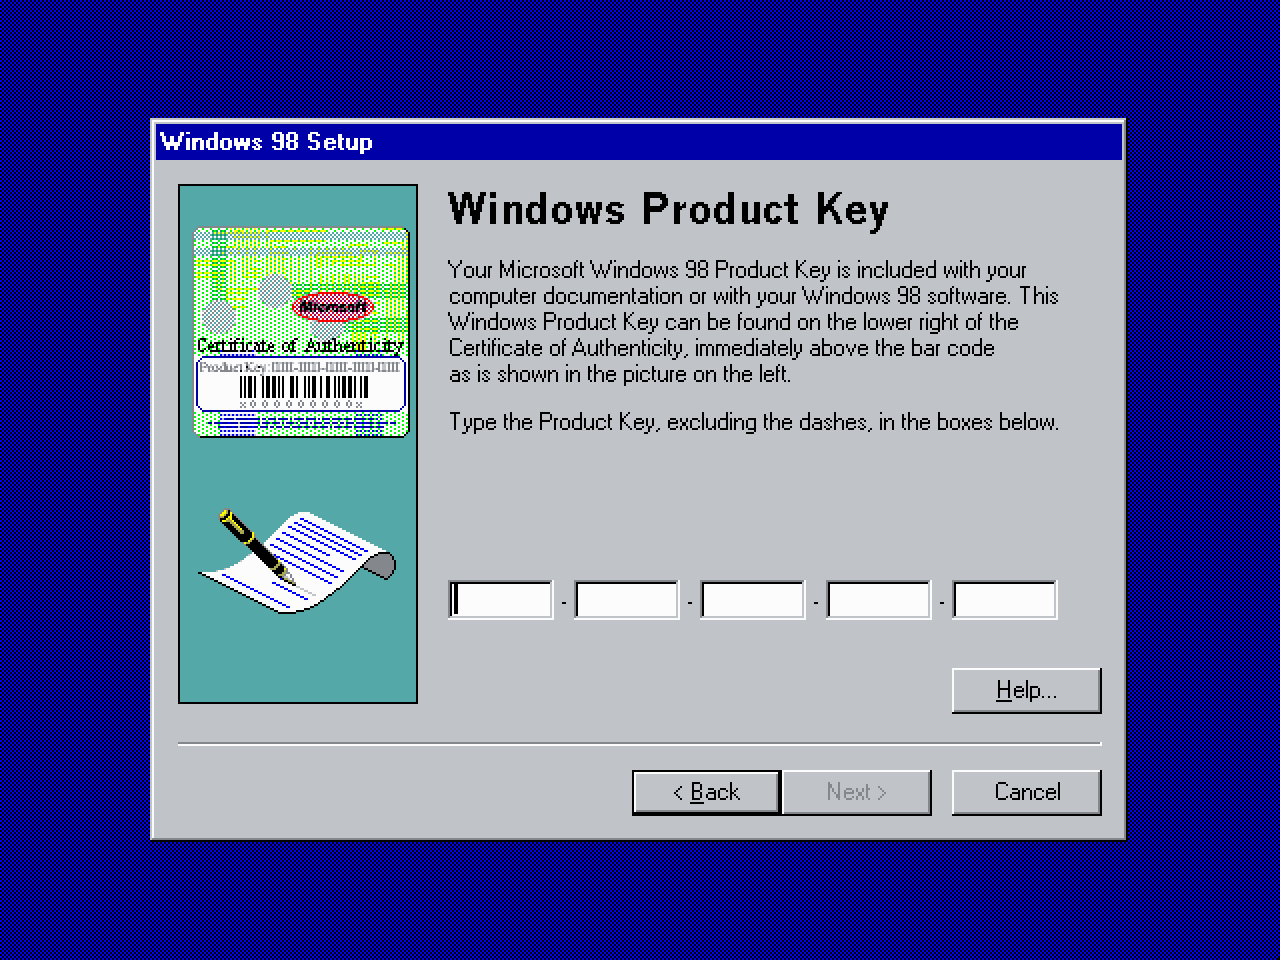 Windows 98 Setup
Microsoft
Certificate of Authenticity
Product Key:
x00000000x
Windows Product Key
Your Microsoft Windows 98 Product Key is included with your
computer documentation or with your Windows 98 software. This
Windows Product Key can be found on the lower right of the
Certificate of Authenticity, immediately above the bar code
as is shown in the picture on the left.
Type the Product Key, excluding the dashes, in the boxes below.
- - - -
Help...
< Back
Next >
Cancel